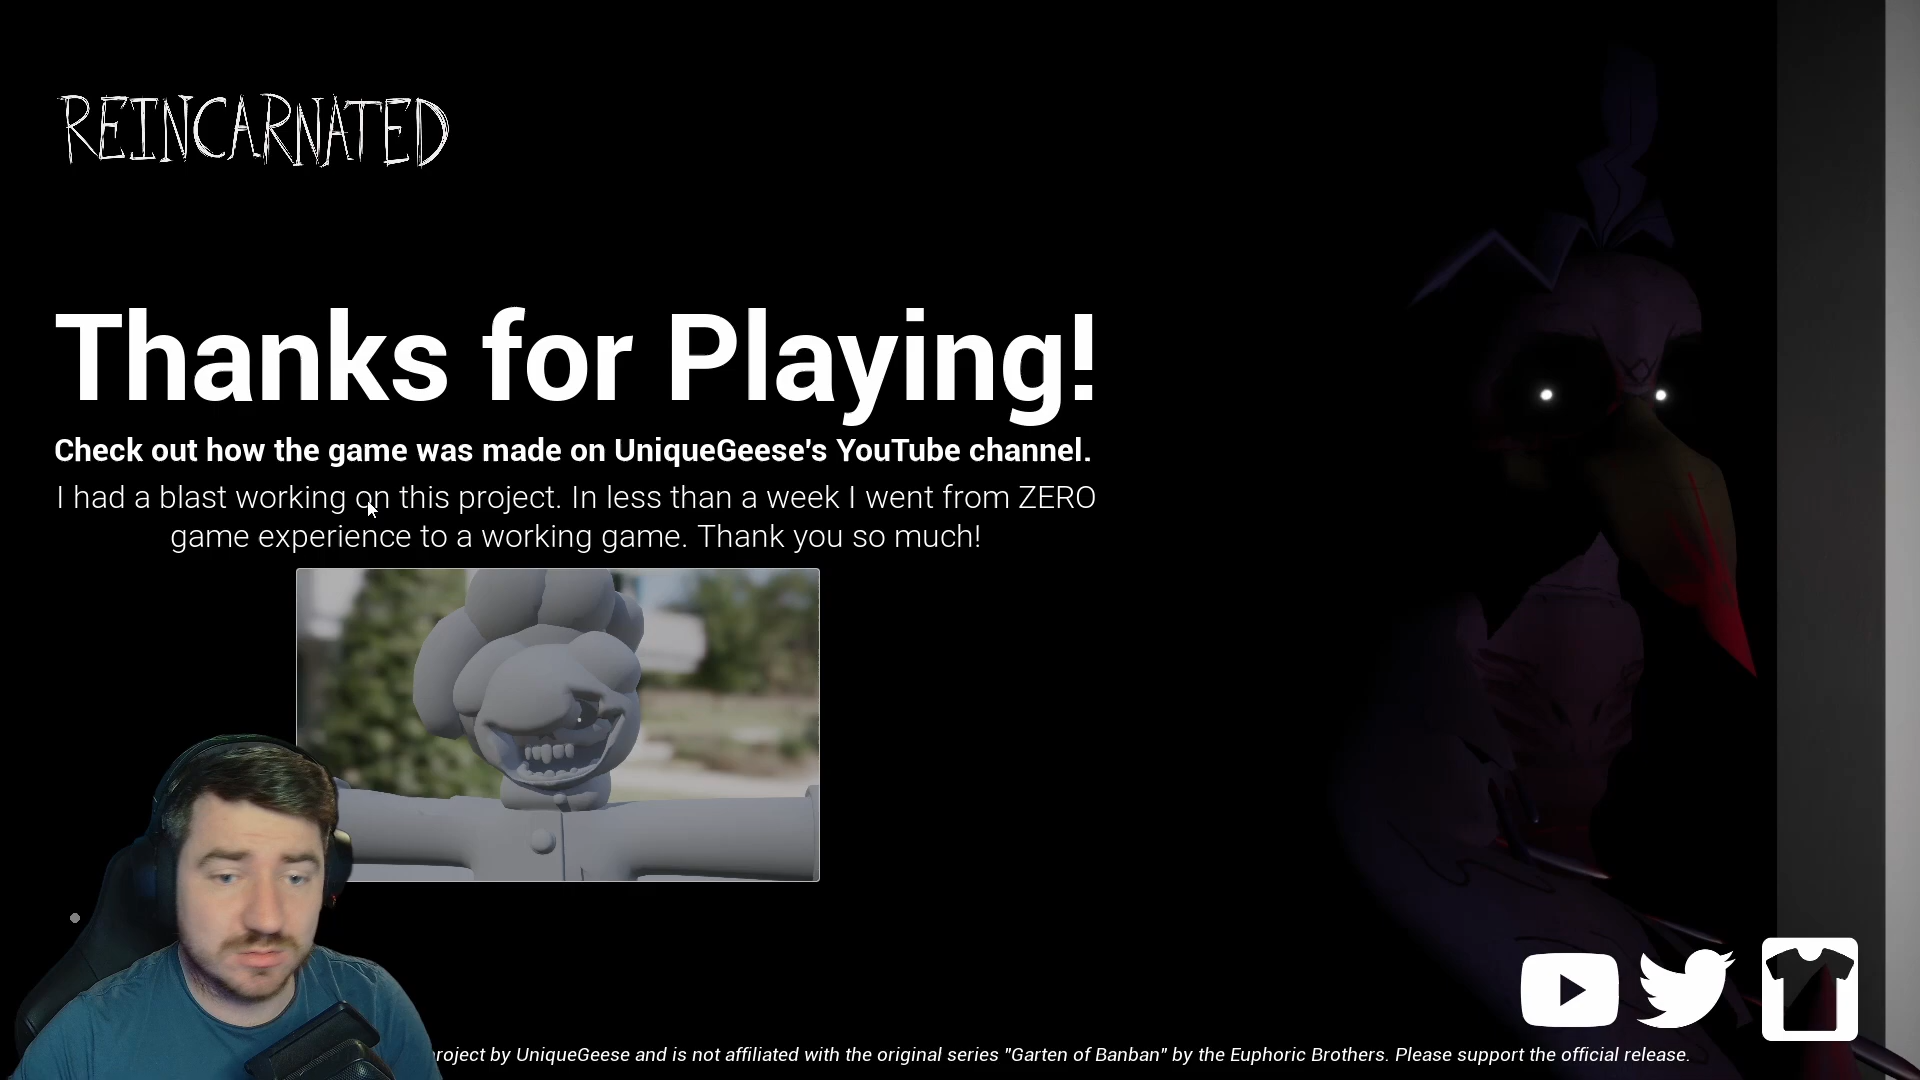 REINCARNATED
Thanks for Playing!
Check out how the game was made on UniqueGeese's YouTube channel.
I had a blast working on this project. In less than a week I went from ZERO
game experience to a working game. Thank you so much!
by UniqueGeese and is not affiliated with the original series "Garten of Banban" by the Euphoric Brothers. Please support the official release.